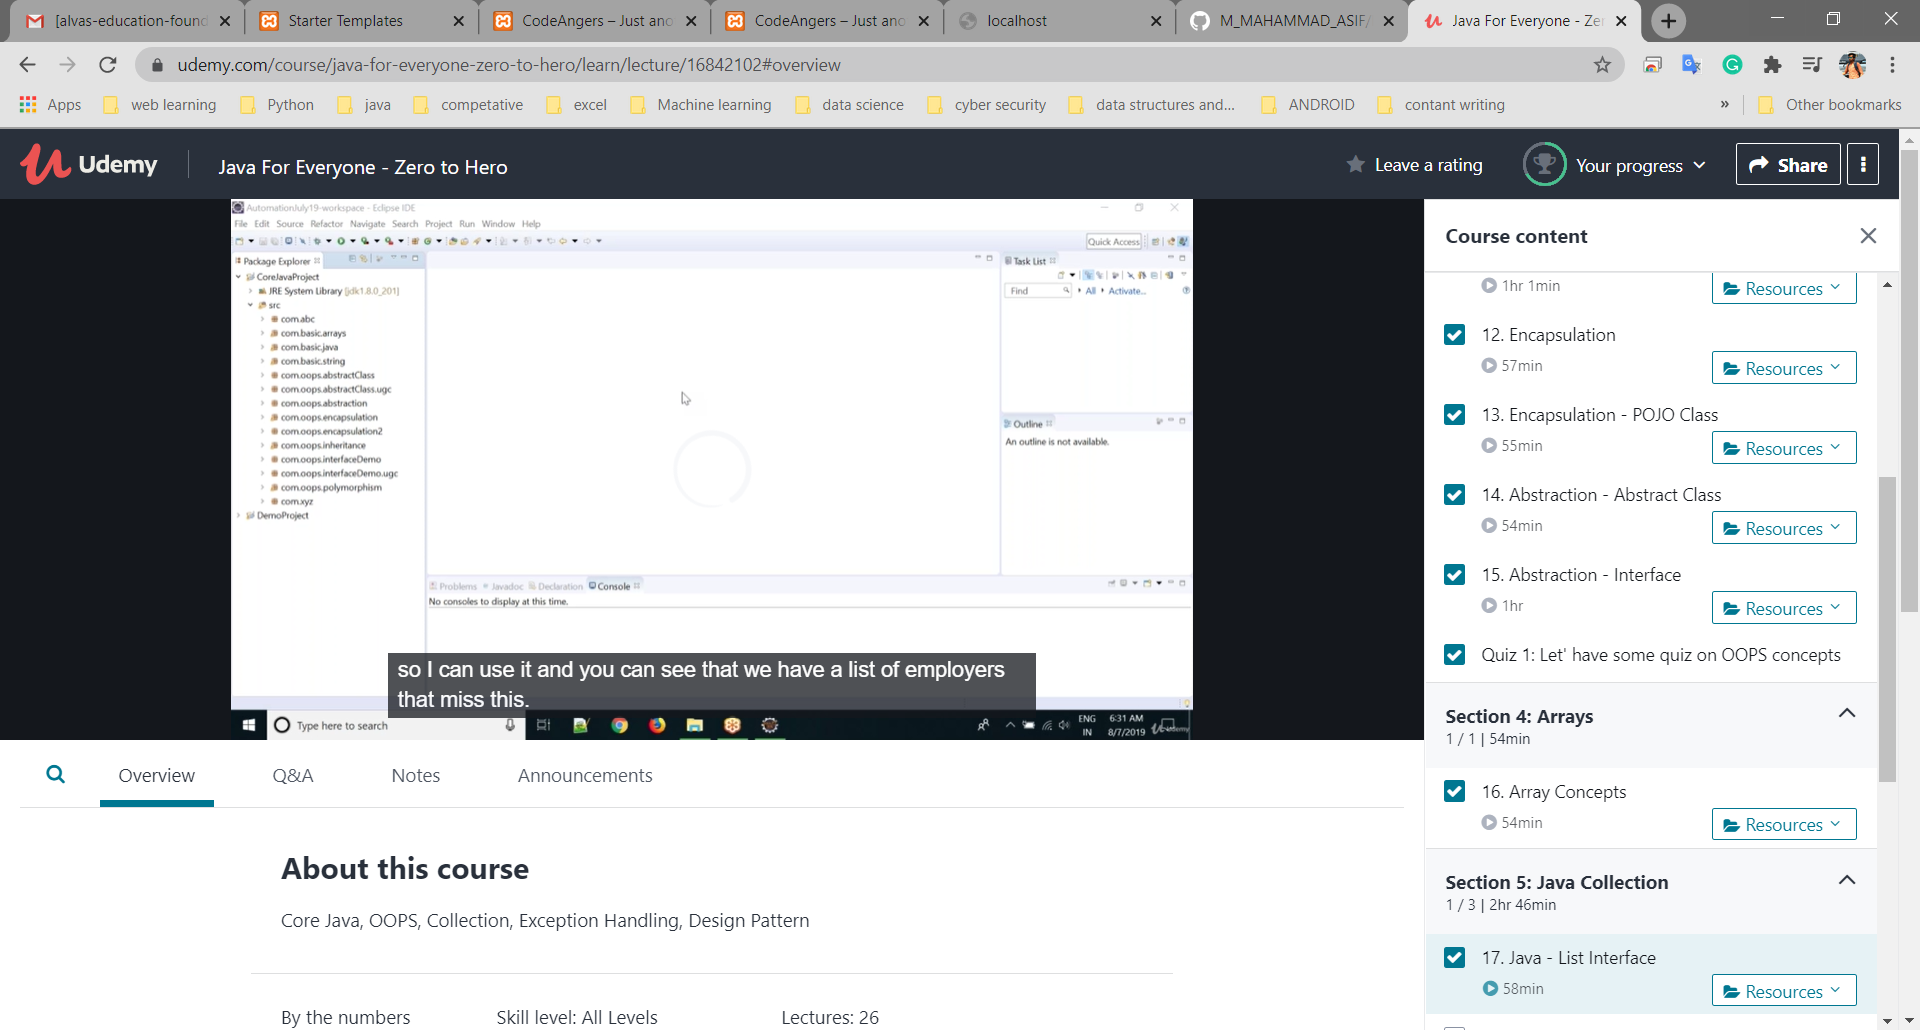 [alvas-education-found
Starter Templates
CodeAngers – Just ano
CodeAngers – Just ano
localhost
M_MAHAMMAD_ASIF/
Java For Everyone - Ze
udemy.com/course/java-for-everyone-zero-to-hero/learn/lecture/16842102#overview
Apps
web learning
Python
java
competative
excel
Machine learning
data science
cyber security
data structures and...
ANDROID
contant writing
»
Other bookmarks
Udemy
Java For Everyone - Zero to Hero
Leave a rating
Your progress
Share
AutomationJuly19-workspace - Eclipse IDE
File Edit Source Refactor Navigate Search Project Run Window Help
Quick Access
Package Explorer
CoreJavaProject
JRE System Library [jdk1.8.0_201]
src
com.abc
com.basic.arrays
com.basic.java
com.basic.string
com.oops.abstractClass
com.oops.abstractClass.ugc
com.oops.abstraction
com.oops.encapsulation
com.oops.encapsulation2
com.oops.inheritance
com.oops.interfaceDemo
com.oops.interfaceDemo.ugc
com.oops.polymorphism
com.xyz
DemoProject
Task List
Find
All
Activate...
Outline
An outline is not available.
Problems
Javadoc
Declaration
Console
No consoles to display at this time.
so I can use it and you can see that we have a list of employers
that miss this.
Type here to search
ENG
IN
6:31 AM
8/7/2019
Udemy
Overview
Q&A
Notes
Announcements
About this course
Core Java, OOPS, Collection, Exception Handling, Design Pattern
By the numbers
Skill level: All Levels
Lectures: 26
Course content
1hr 1min
Resources
12. Encapsulation
57min
Resources
13. Encapsulation - POJO Class
55min
Resources
14. Abstraction - Abstract Class
54min
Resources
15. Abstraction - Interface
1hr
Resources
Quiz 1: Let' have some quiz on OOPS concepts
Section 4: Arrays
1 / 1 | 54min
16. Array Concepts
54min
Resources
Section 5: Java Collection
1 / 3 | 2hr 46min
17. Java - List Interface
58min
Resources